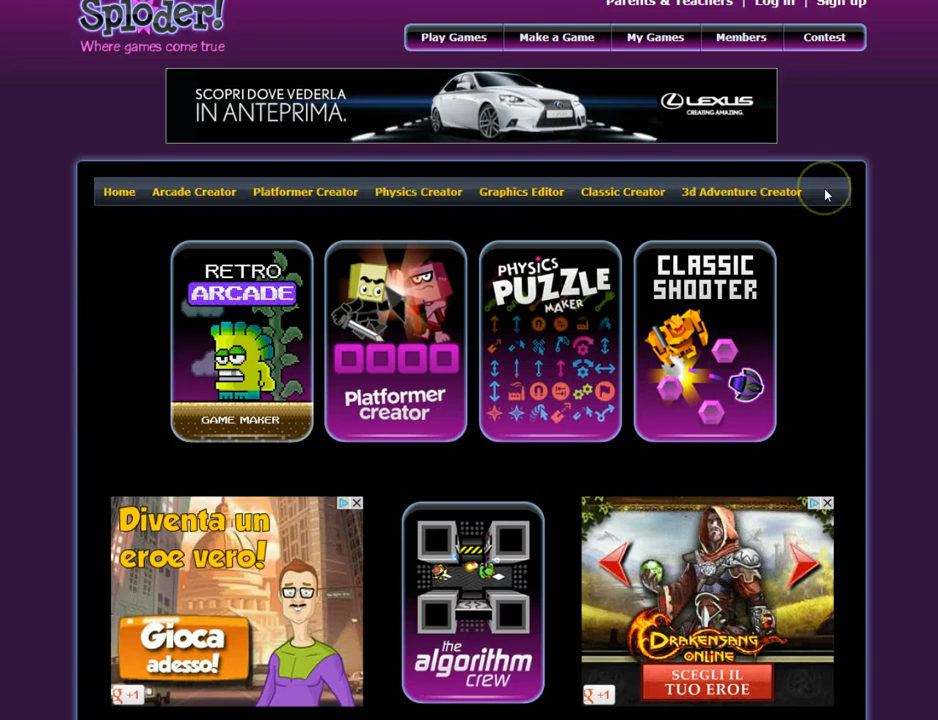 Parents & Teachers | Log in | Sign up
Sploder!
Where games come true
Play Games Make a Game My Games Members Contest
SCOPRI DOVE VEDERLA
IN ANTEPRIMA.
LEXUS
CREATING AMAZING.
Home Arcade Creator Platformer Creator Physics Creator Graphics Editor Classic Creator 3d Adventure Creator
RETRO
ARCADE
GAME MAKER
Platformer
creator
PHYSICS
PUZZLE
MAKER
CLASSIC
SHOOTER
Diventa un
eroe vero!
Gioca
adesso!
g +1
the
algorithm
crew
DRAKENSANG
ONLINE
SCEGLI IL
TUO EROE
g +1